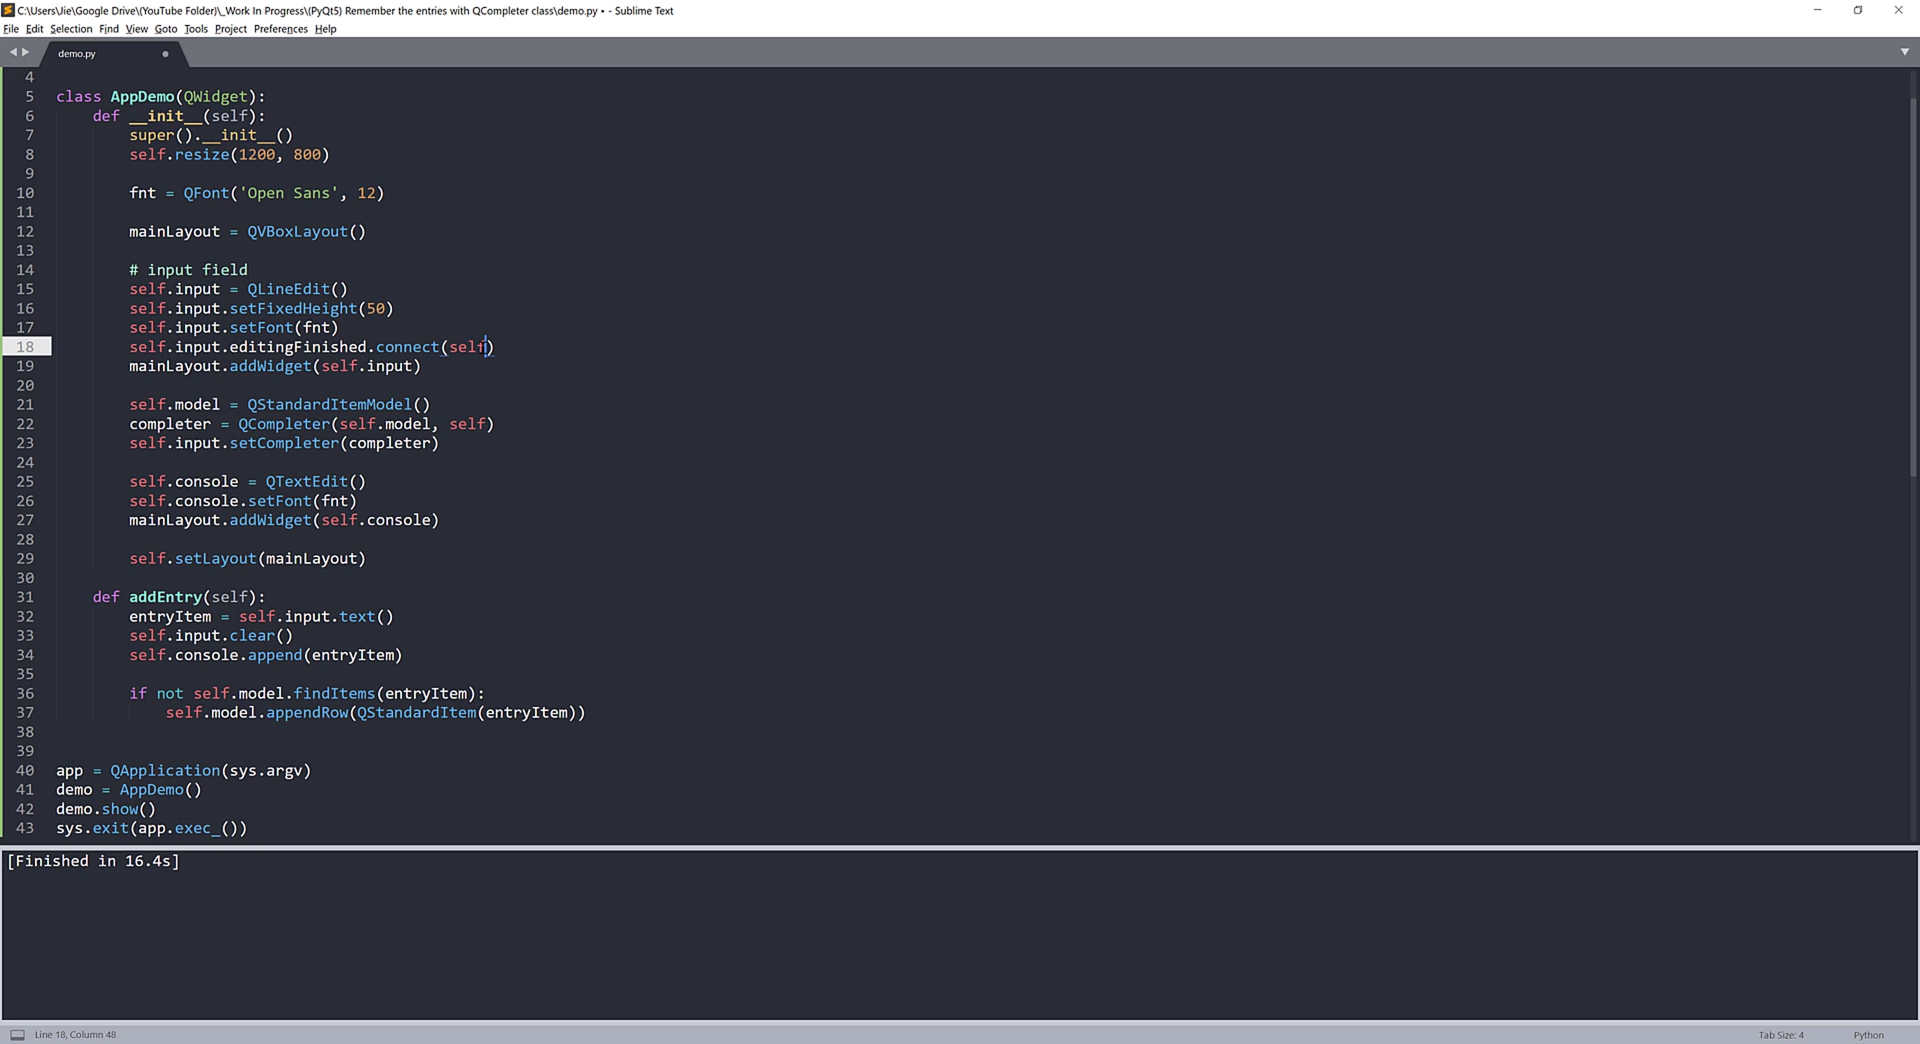 C:\Users\Jie\Google Drive\(YouTube Folder)\_Work In Progress\(PyQt5) Remember the entries with QCompleter class\demo.py • - Sublime Text
File Edit Selection Find View Goto Tools Project Preferences Help
demo.py
4
5 class AppDemo(QWidget):
6     def __init__(self):
7         super().__init__()
8         self.resize(1200, 800)
9
10         fnt = QFont('Open Sans', 12)
11
12         mainLayout = QVBoxLayout()
13
14         # input field
15         self.input = QLineEdit()
16         self.input.setFixedHeight(50)
17         self.input.setFont(fnt)
18         self.input.editingFinished.connect(self)
19         mainLayout.addWidget(self.input)
20
21         self.model = QStandardItemModel()
22         completer = QCompleter(self.model, self)
23         self.input.setCompleter(completer)
24
25         self.console = QTextEdit()
26         self.console.setFont(fnt)
27         mainLayout.addWidget(self.console)
28
29         self.setLayout(mainLayout)
30
31     def addEntry(self):
32         entryItem = self.input.text()
33         self.input.clear()
34         self.console.append(entryItem)
35
36         if not self.model.findItems(entryItem):
37             self.model.appendRow(QStandardItem(entryItem))
38
39
40 app = QApplication(sys.argv)
41 demo = AppDemo()
42 demo.show()
43 sys.exit(app.exec_())
[Finished in 16.4s]
Line 18, Column 48 Tab Size: 4 Python